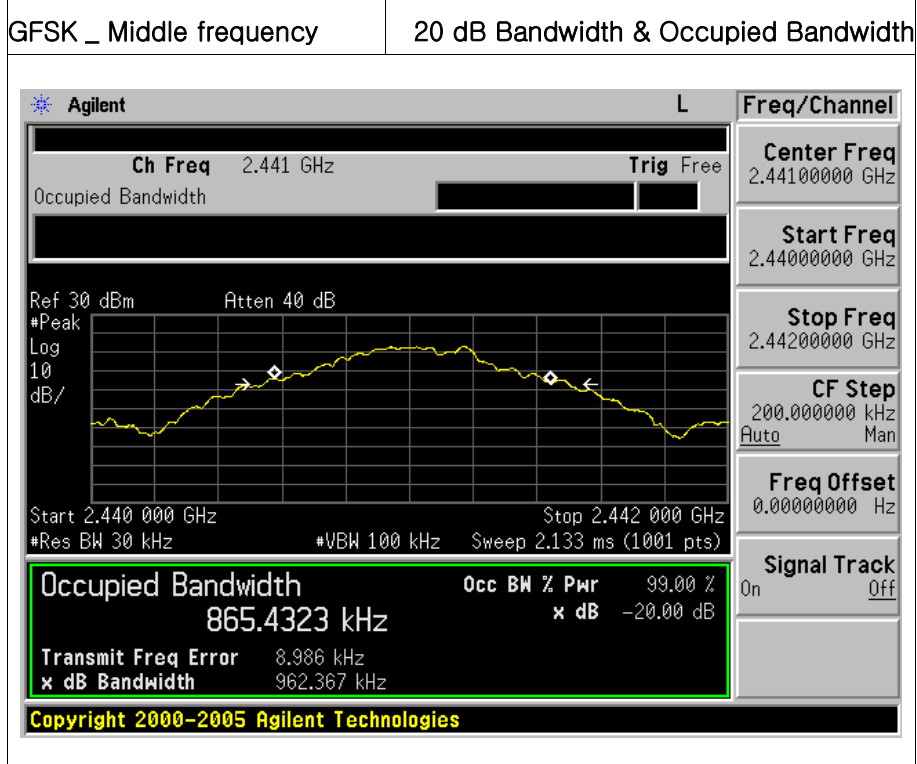 GFSK _ Middle frequency
20 dB Bandwidth & Occupied Bandwidth
Agilent
L
Freq/Channel
Ch Freq 2.441 GHz
Trig Free
Occupied Bandwidth
Center Freq
2.44100000 GHz
Start Freq
2.44000000 GHz
Stop Freq
2.44200000 GHz
CF Step
200.000000 kHz
Auto Man
Freq Offset
0.00000000 Hz
Signal Track
On Off
Ref 30 dBm Atten 40 dB
#Peak
Log
10
dB/
Start 2.440 000 GHz Stop 2.442 000 GHz
#Res BW 30 kHz #VBW 100 kHz Sweep 2.133 ms (1001 pts)
Occupied Bandwidth
865.4323 kHz
Occ BW % Pwr 99.00 %
x dB -20.00 dB
Transmit Freq Error 8.986 kHz
x dB Bandwidth 962.367 kHz
Copyright 2000-2005 Agilent Technologies